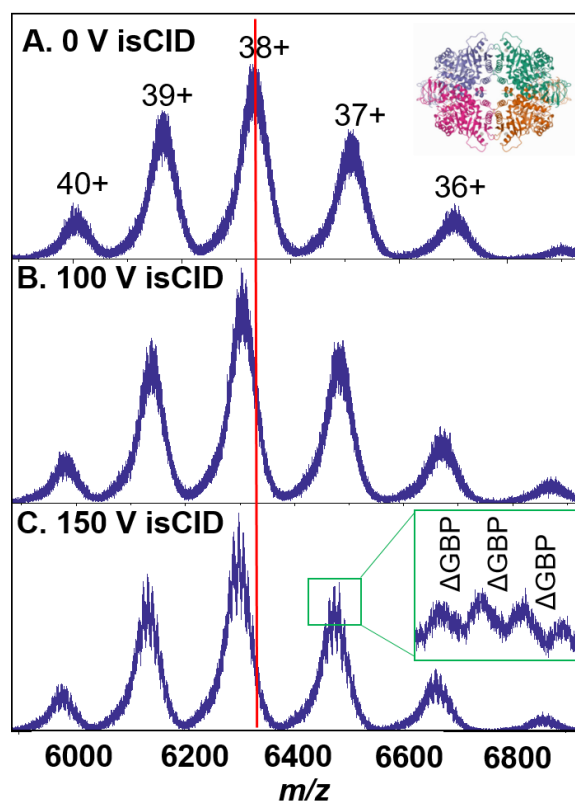 A. 0 V isCID
38+
39+
37+
40+
36+
B. 100 V isCID
C. 150 V isCID
ΔGBP
ΔGBP
ΔGBP
6000 6200 6400 6600 6800
m/z